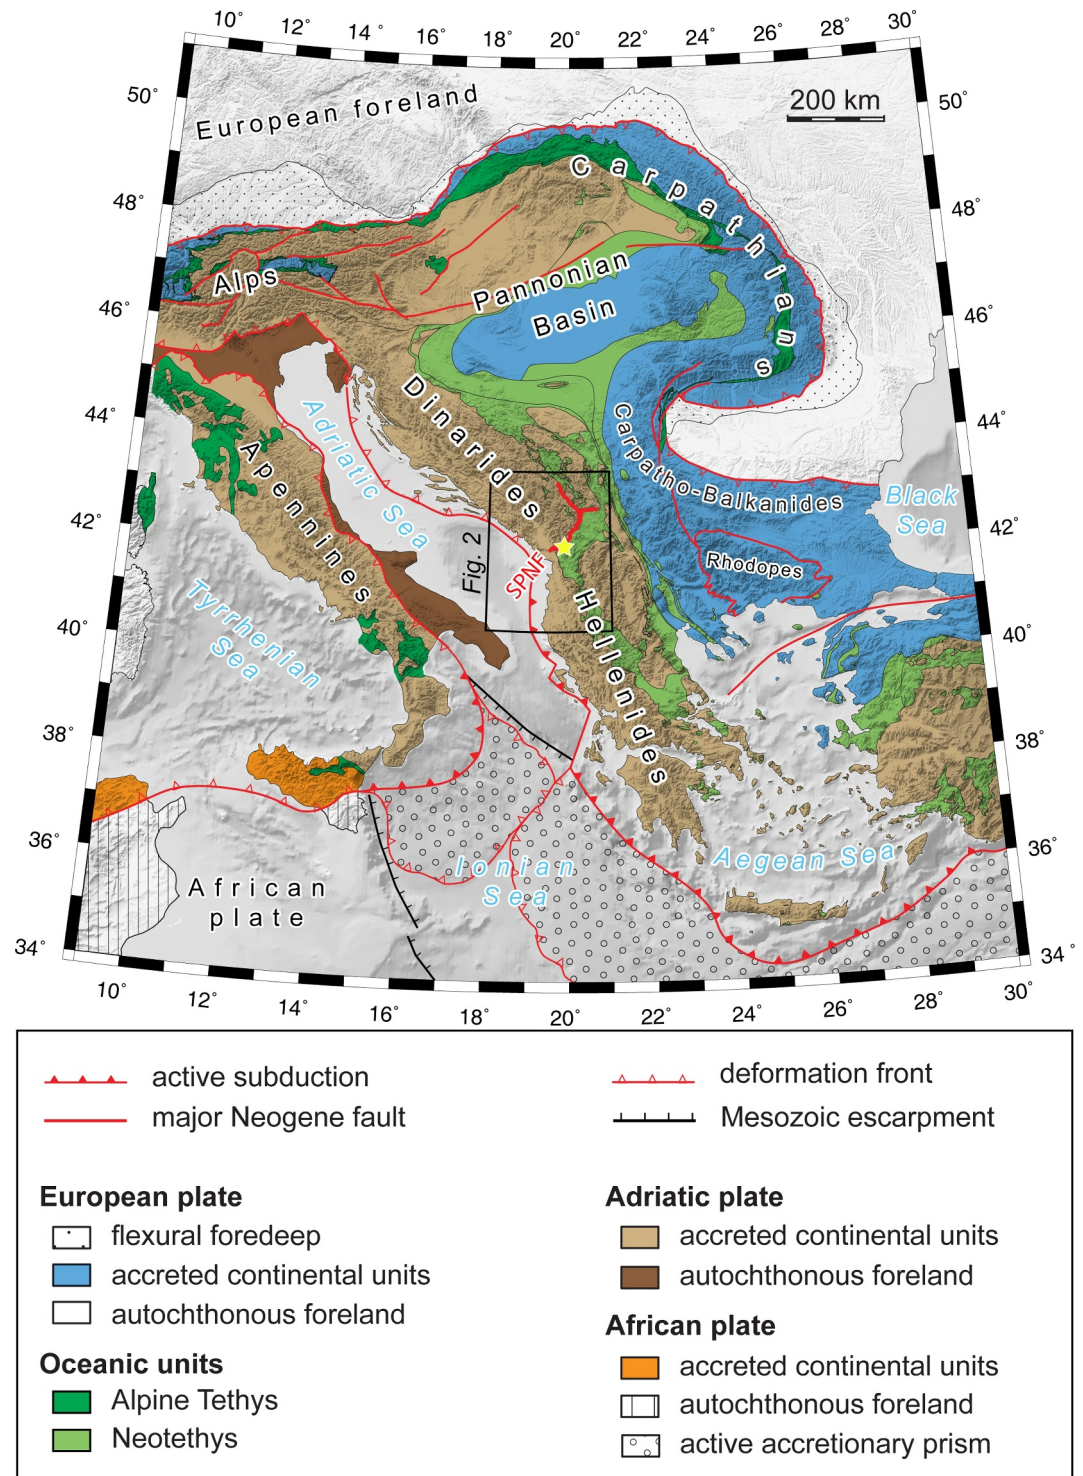 10° 12° 14° 16° 18° 20° 22° 24° 26° 28° 30°
50° 50°
200 km
European foreland
Carpathians
48° 48°
Alps
Pannonian
Basin
46° 46°
Dinarides
44° 44°
Adriatic Sea
Apennines
Carpatho-Balkanides
Black
Sea
42° 42°
Fig. 2
SPNF
Rhodopes
Tyrrhenian
Sea
Hellenides
40° 40°
38° 38°
36° 36°
Aegean Sea
Ionian
Sea
African
plate
34° 34°
10° 12° 14° 16° 18° 20° 22° 24° 26° 28° 30°
active subduction
deformation front
major Neogene fault
Mesozoic escarpment
European plate
flexural foredeep
accreted continental units
autochthonous foreland
Oceanic units
Alpine Tethys
Neotethys
Adriatic plate
accreted continental units
autochthonous foreland
African plate
accreted continental units
autochthonous foreland
active accretionary prism